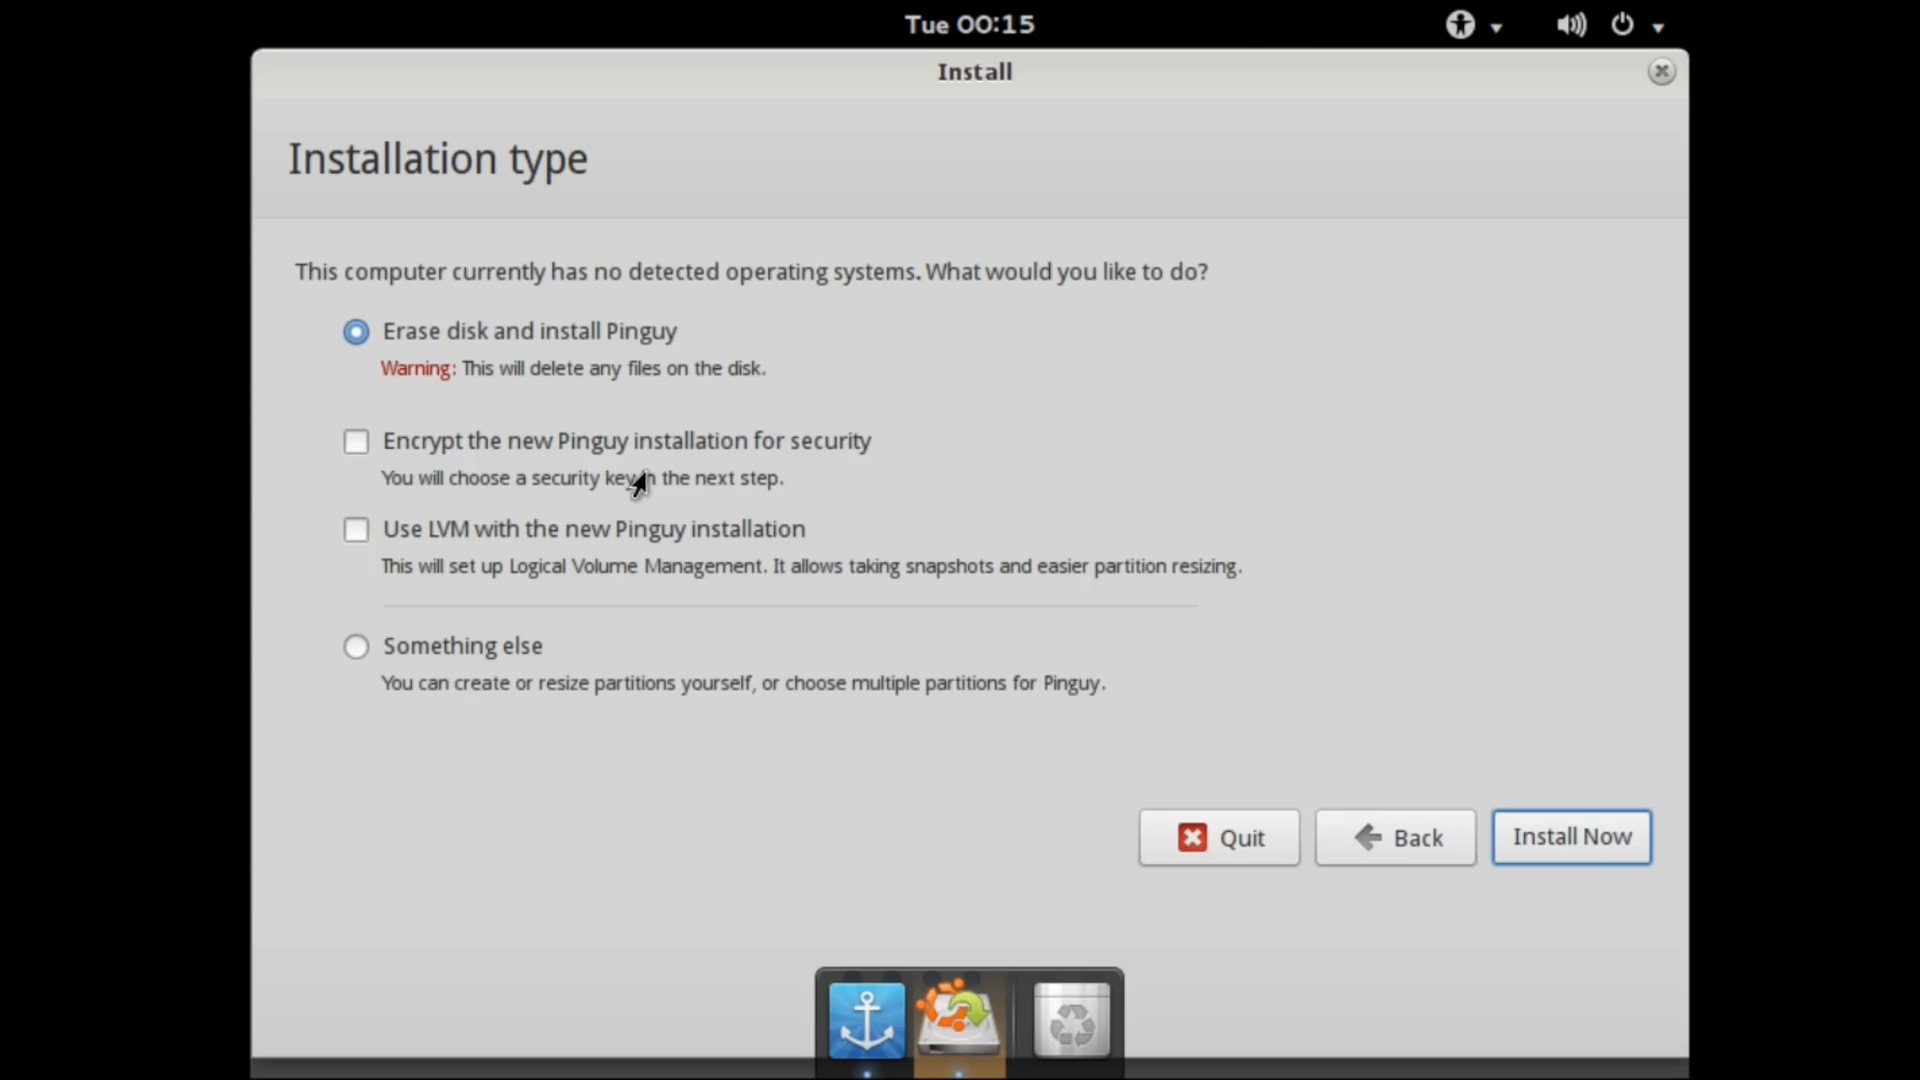 Tue 00:15
Install
Installation type
This computer currently has no detected operating systems. What would you like to do?
Erase disk and install Pinguy
Warning: This will delete any files on the disk.
Encrypt the new Pinguy installation for security
You will choose a security key the next step.
Use LVM with the new Pinguy installation
This will set up Logical Volume Management. It allows taking snapshots and easier partition resizing.
Something else
You can create or resize partitions yourself, or choose multiple partitions for Pinguy.
Quit
Back
Install Now